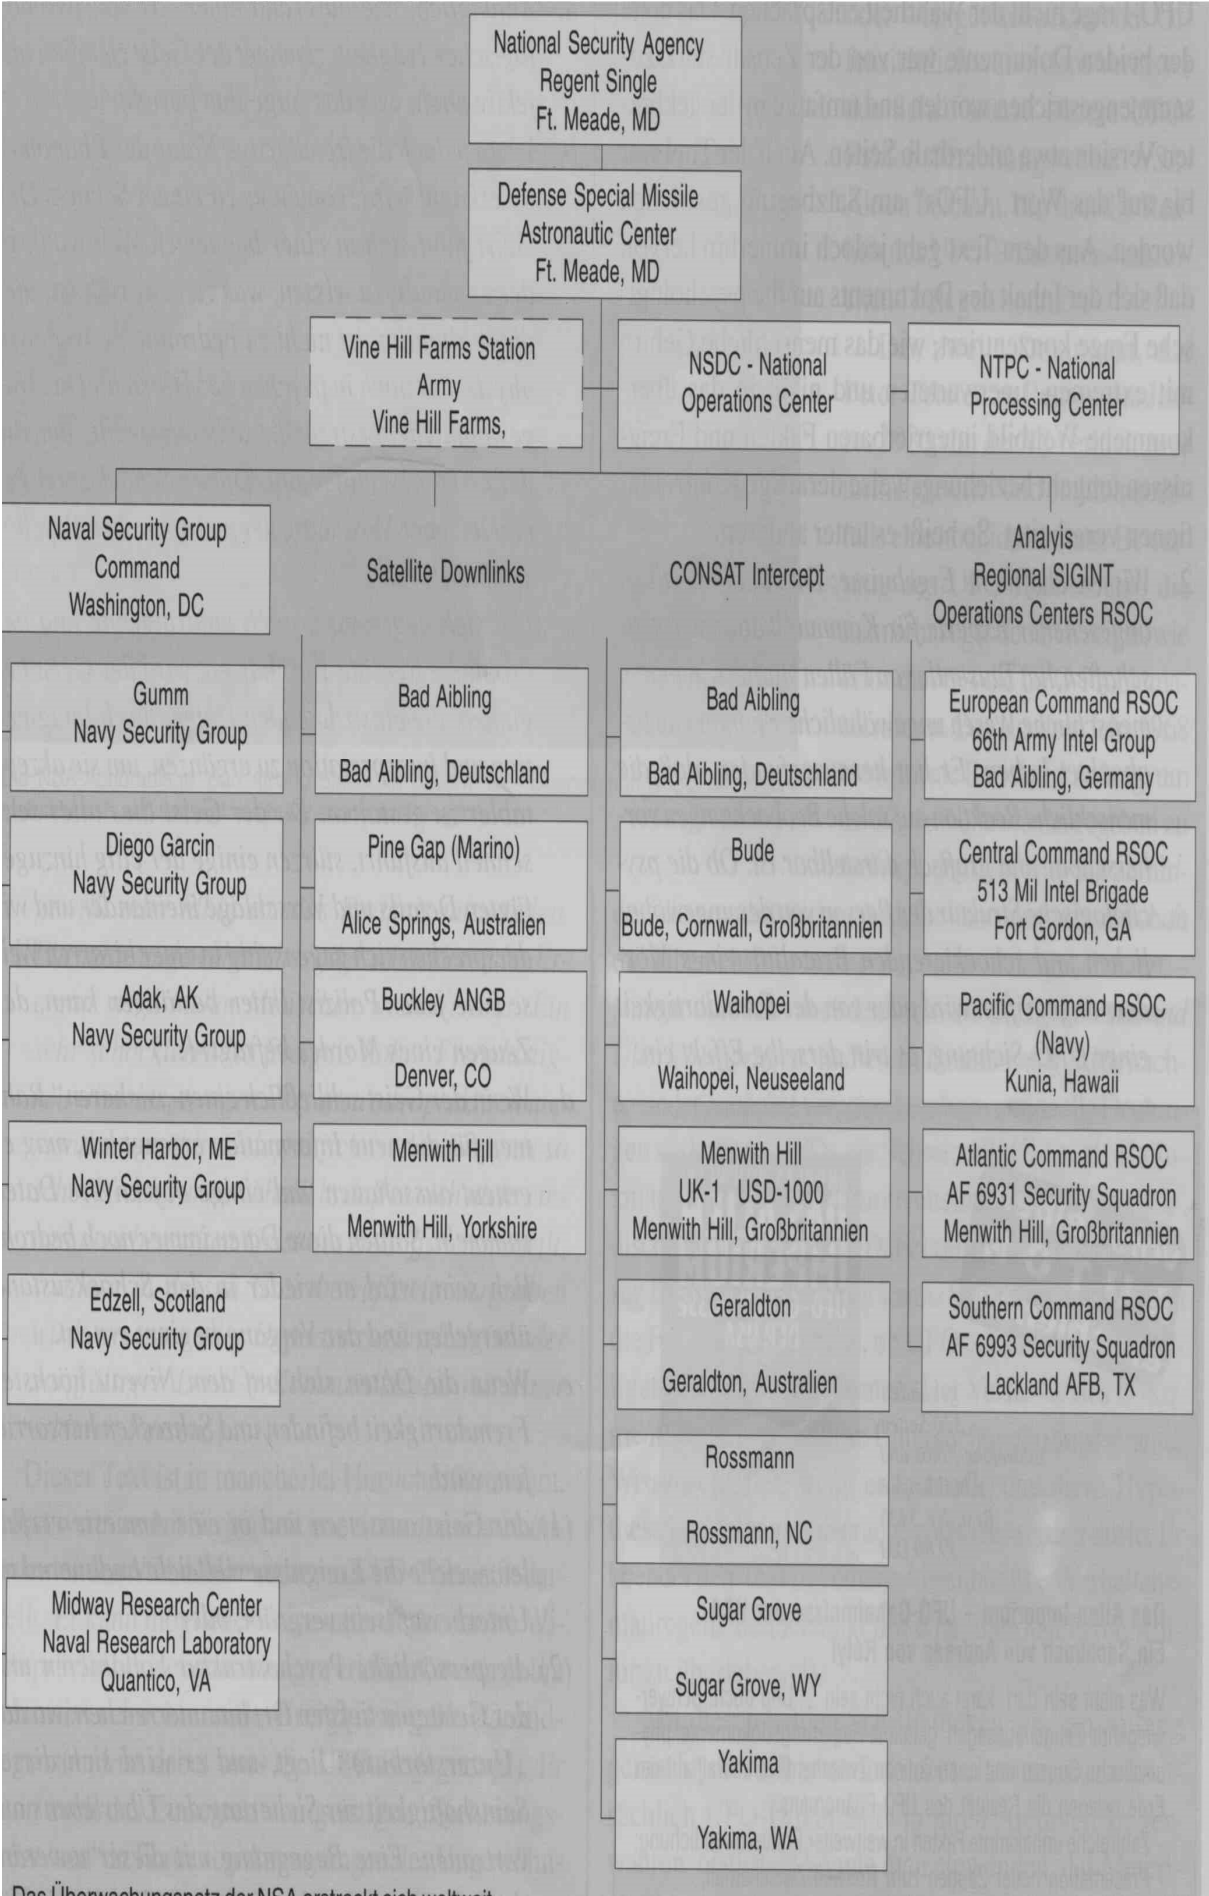 National Security Agency
Regent Single
Ft. Meade, MD
Defense Special Missile
Astronautic Center
Ft. Meade, MD
Vine Hill Farms Station
Army
Vine Hill Farms,
NSDC - National
Operations Center
NTPC - National
Processing Center
Naval Security Group
Command
Washington, DC
Gumm
Navy Security Group
Diego Garcin
Navy Security Group
Adak, AK
Navy Security Group
Winter Harbor, ME
Navy Security Group
Edzell, Scotland
Navy Security Group
Midway Research Center
Naval Research Laboratory
Quantico, VA
Satellite Downlinks
Bad Aibling
Bad Aibling, Deutschland
Pine Gap (Marino)
Alice Springs, Australien
Buckley ANGB
Denver, CO
Menwith Hill
Menwith Hill, Yorkshire
CONSAT Intercept
Bad Aibling
Bad Aibling, Deutschland
Bude
Bude, Cornwall, Großbritannien
Waihopei
Waihopel, Neuseeland
Menwith Hill
UK-1 USD-1000
Menwith Hill, Großbritannien
Geraldton
Geraldton, Australien
Rossmann
Rossmann, NC
Sugar Grove
Sugar Grove, WY
Yakima
Yakima, WA
Analyis
Regional SIGINT
Operations Centers RSOC
European Command RSOC
66th Army Intel Group
Bad Aibling, Germany
Central Command RSOC
513 Mil Intel Brigade
Fort Gordon, GA
Pacific Command RSOC
(Navy)
Kunia, Hawaii
Atlantic Command RSOC
AF 6931 Security Squadron
Menwith Hill, Großbritannien
Southern Command RSOC
AF 6993 Security Squadron
Lackland AFB, TX
Das Überwachungsnetz der NSA erstreckt sich weltweit